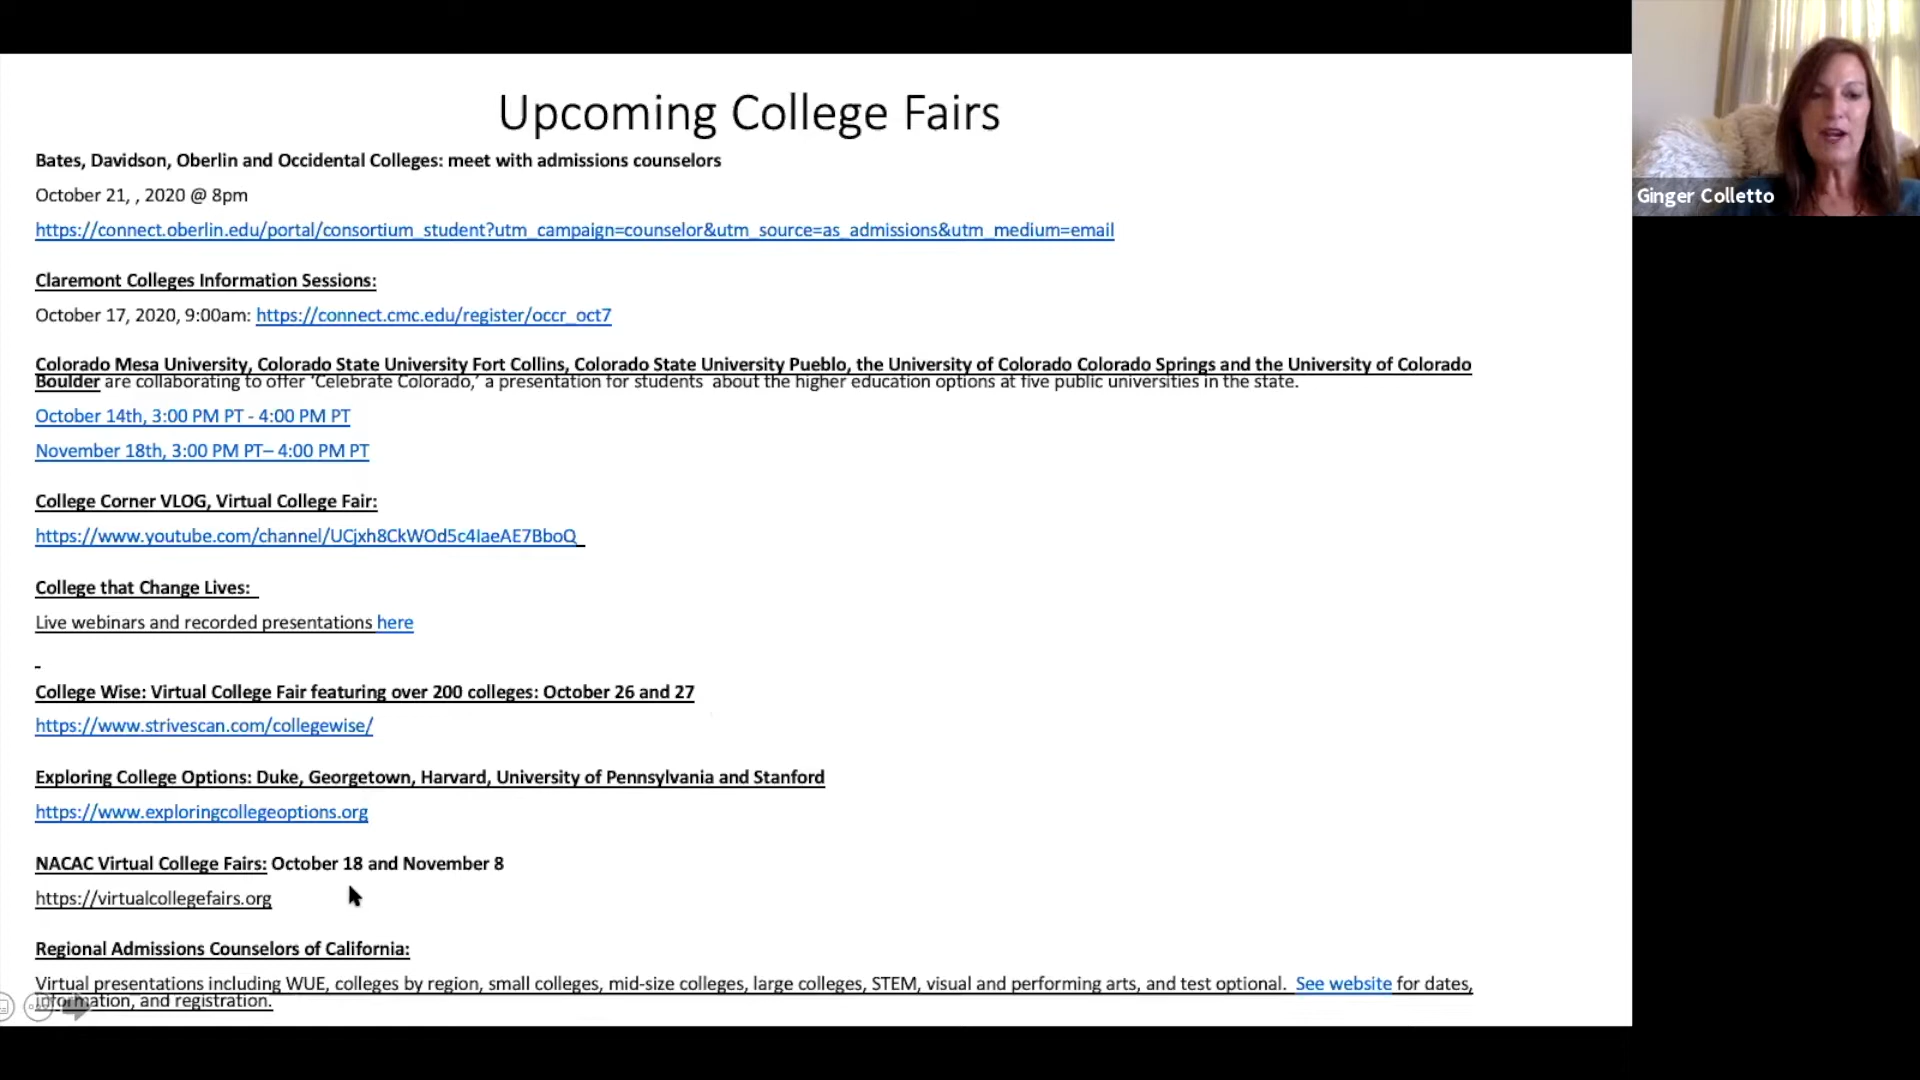 Upcoming College Fairs
Bates, Davidson, Oberlin and Occidental Colleges: meet with admissions counselors
October 21, , 2020 @ 8pm
https://connect.oberlin.edu/portal/consortium_student?utm_campaign=counselor&utm_source=as_admissions&utm_medium=email
Claremont Colleges Information Sessions:
October 17, 2020, 9:00am: https://connect.cmc.edu/register/occr_oct7
Colorado Mesa University, Colorado State University Fort Collins, Colorado State University Pueblo, the University of Colorado Colorado Springs and the University of Colorado
Boulder are collaborating to offer ‘Celebrate Colorado,’ a presentation for students about the higher education options at five public universities in the state.
October 14th, 3:00 PM PT - 4:00 PM PT
November 18th, 3:00 PM PT– 4:00 PM PT
College Corner VLOG, Virtual College Fair:
https://www.youtube.com/channel/UCjxh8CkWOd5c4IaeAE7BboQ
College that Change Lives:
Live webinars and recorded presentations here
College Wise: Virtual College Fair featuring over 200 colleges: October 26 and 27
https://www.strivescan.com/collegewise/
Exploring College Options: Duke, Georgetown, Harvard, University of Pennsylvania and Stanford
https://www.exploringcollegeoptions.org
NACAC Virtual College Fairs: October 18 and November 8
https://virtualcollegefairs.org
Regional Admissions Counselors of California:
Virtual presentations including WUE, colleges by region, small colleges, mid-size colleges, large colleges, STEM, visual and performing arts, and test optional. See website for dates,
information, and registration.
Ginger Colletto